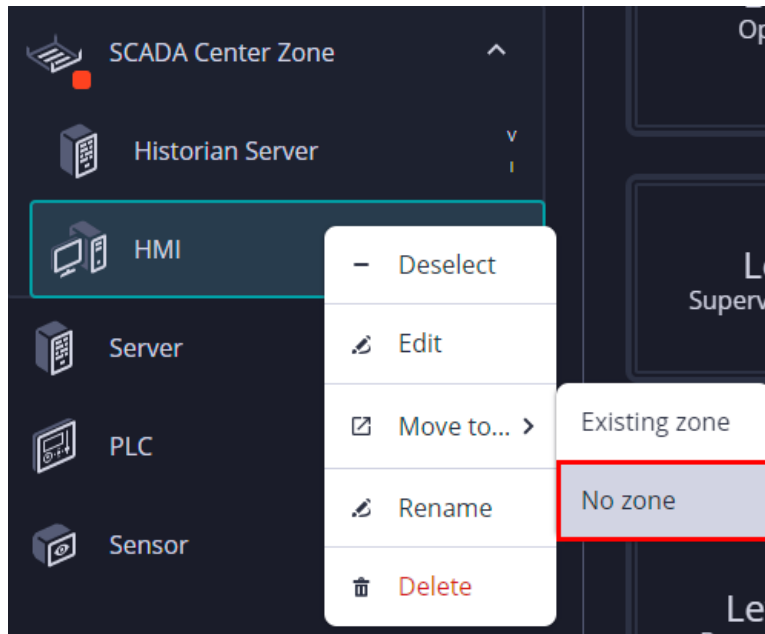 SCADA Center Zone
Historian Server
V
I
HMI
Server
PLC
Sensor
Deselect
Edit
Move to...
Rename
Delete
Existing zone
No zone